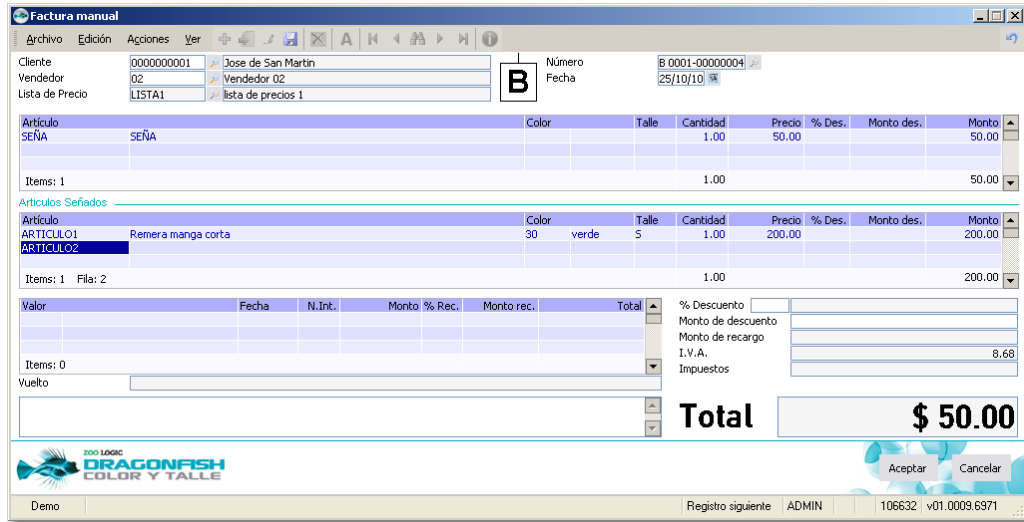 Factura manual
Archivo Edición Acciones Ver A
Cliente 0000000001 Jose de San Martin B Número B 0001-00000004
Vendedor 02 Vendedor 02 Fecha 25/10/10
Lista de Precio LISTA1 lista de precios 1
Artículo Color Talle Cantidad Precio % Des. Monto des. Monto
SEÑA SEÑA 1.00 50.00 50.00
Items: 1 1.00 50.00
Articulos Señados
Artículo Color Talle Cantidad Precio % Des. Monto des. Monto
ARTICULO1 Remera manga corta 30 verde S 1.00 200.00 200.00
ARTICULO2
Items: 1 Fila: 2 1.00 200.00
Valor Fecha N.Int. Monto % Rec. Monto rec. Total
Items: 0
Vuelto
% Descuento
Monto de descuento
Monto de recargo
I.V.A. 8.68
Impuestos
Total $ 50.00
ZOO LOGIC
DRAGONFISH
COLOR Y TALLE
Aceptar Cancelar
Demo Registro siguiente ADMIN 106632 v01.0009.6971